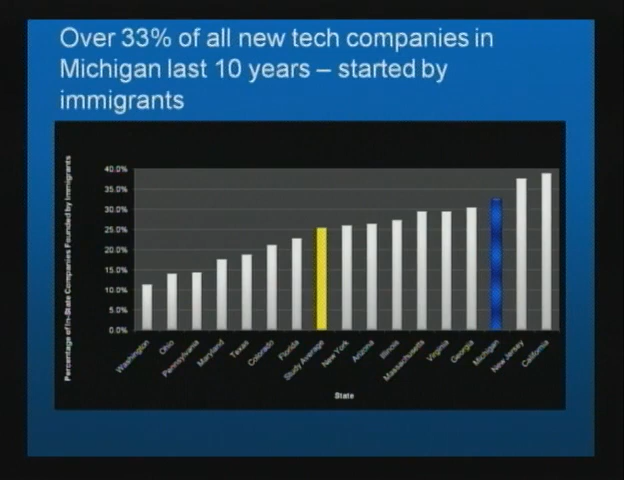 Over 33% of all new tech companies in
Michigan last 10 years – started by
immigrants
Percentage of In-State Companies Founded by Immigrants
40.0%
35.0%
30.0%
25.0%
20.0%
15.0%
10.0%
5.0%
0.0%
Washington
Ohio
Pennsylvania
Maryland
Texas
Colorado
Florida
Study Average
New York
Arizona
Illinois
Massachusetts
Virginia
Georgia
Michigan
New Jersey
California
State